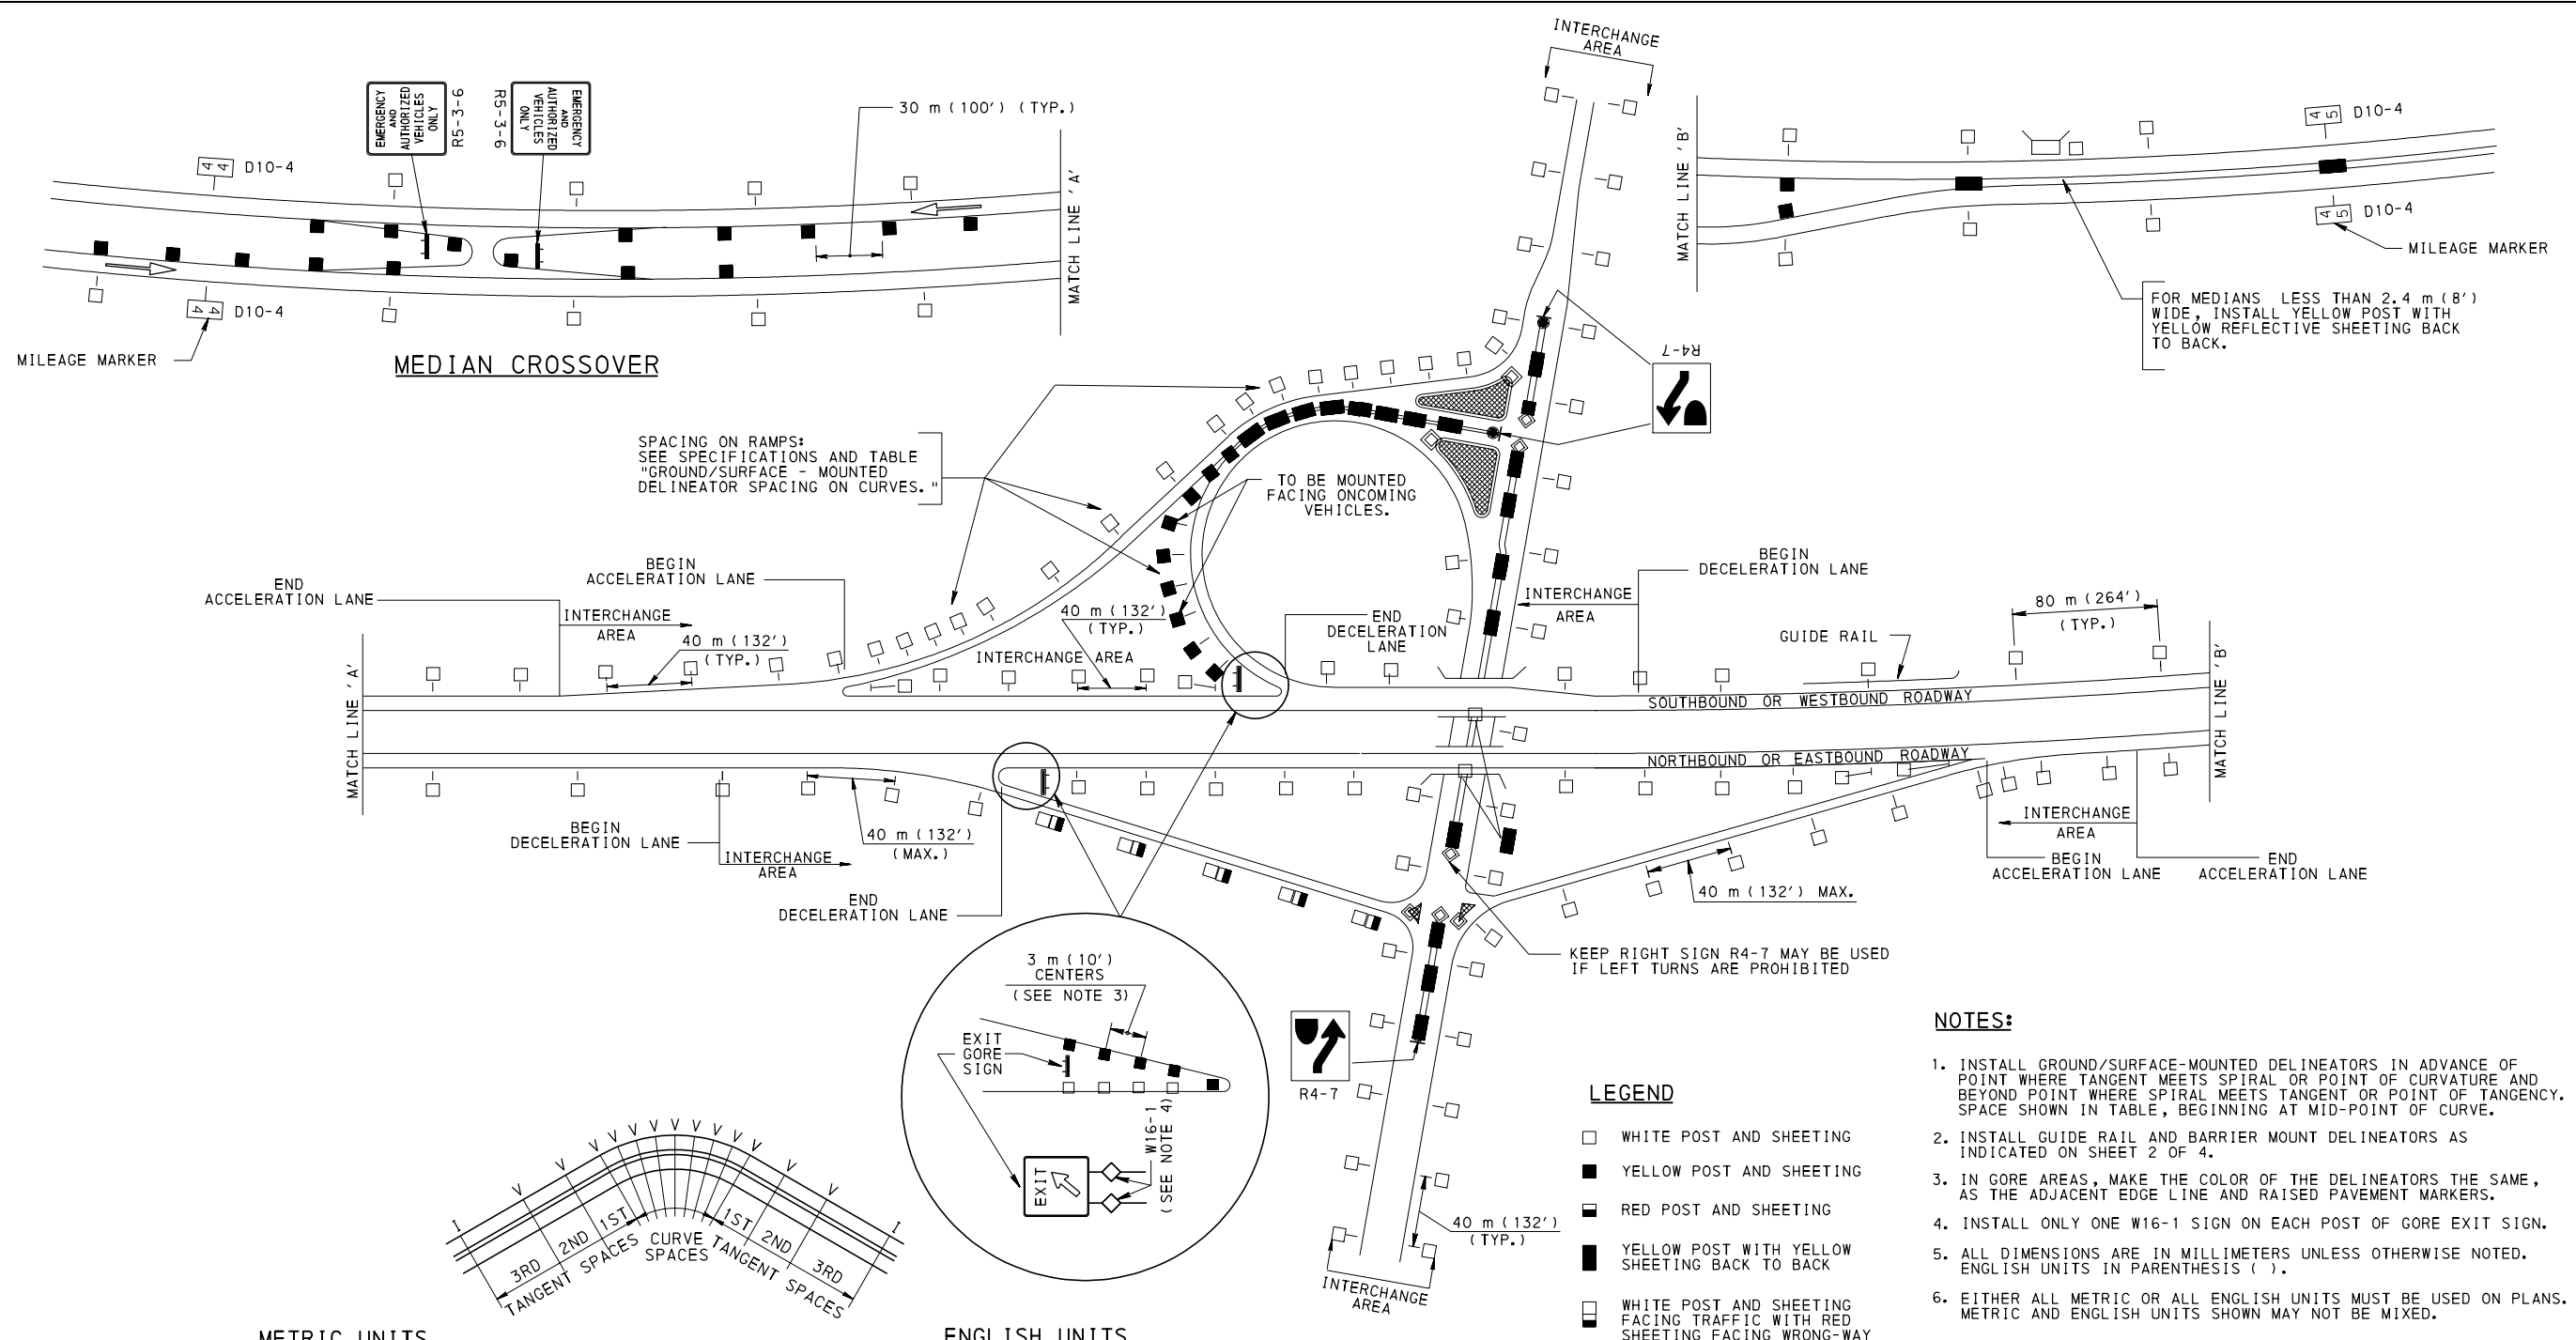 INTERCHANGE
AREA
EMERGENCY
AND
AUTHORIZED
VEHICLES
ONLY
R5-3-6
R5-3-6
EMERGENCY
AND
AUTHORIZED
VEHICLES
ONLY
30 m (100') (TYP.)
44 D10-4
MATCH LINE 'A'
44 D10-4
MILEAGE MARKER
MEDIAN CROSSOVER
MATCH LINE 'B'
45 D10-4
45 D10-4
MILEAGE MARKER
FOR MEDIANS LESS THAN 2.4 m (8')
WIDE, INSTALL YELLOW POST WITH
YELLOW REFLECTIVE SHEETING BACK
TO BACK.
R4-7
SPACING ON RAMPS:
SEE SPECIFICATIONS AND TABLE
"GROUND/SURFACE - MOUNTED
DELINEATOR SPACING ON CURVES."
TO BE MOUNTED
FACING ONCOMING
VEHICLES.
END
ACCELERATION LANE
BEGIN
ACCELERATION LANE
INTERCHANGE
AREA
40 m (132')
(TYP.)
40 m (132')
(TYP.)
INTERCHANGE AREA
END
DECELERATION
LANE
BEGIN
DECELERATION LANE
INTERCHANGE
AREA
80 m (264')
(TYP.)
GUIDE RAIL
MATCH LINE 'A'
SOUTHBOUND OR WESTBOUND ROADWAY
NORTHBOUND OR EASTBOUND ROADWAY
MATCH LINE 'B'
BEGIN
DECELERATION LANE
INTERCHANGE
AREA
40 m (132')
(MAX.)
END
DECELERATION LANE
INTERCHANGE
AREA
BEGIN
ACCELERATION LANE
END
ACCELERATION LANE
40 m (132') MAX.
KEEP RIGHT SIGN R4-7 MAY BE USED
IF LEFT TURNS ARE PROHIBITED
3 m (10')
CENTERS
(SEE NOTE 3)
EXIT
GORE
SIGN
W16-1
(SEE NOTE 4)
EXIT
R4-7
40 m (132')
(TYP.)
INTERCHANGE
AREA
I V V V V V V V V V V V V V I
3RD 2ND 1ST
TANGENT SPACES
CURVE
SPACES
1ST 2ND 3RD
TANGENT SPACES
METRIC UNITS
ENGLISH UNITS
LEGEND
WHITE POST AND SHEETING
YELLOW POST AND SHEETING
RED POST AND SHEETING
YELLOW POST WITH YELLOW
SHEETING BACK TO BACK
WHITE POST AND SHEETING
FACING TRAFFIC WITH RED
SHEETING FACING WRONG-WAY
NOTES:
1. INSTALL GROUND/SURFACE-MOUNTED DELINEATORS IN ADVANCE OF
POINT WHERE TANGENT MEETS SPIRAL OR POINT OF CURVATURE AND
BEYOND POINT WHERE SPIRAL MEETS TANGENT OR POINT OF TANGENCY.
SPACE SHOWN IN TABLE, BEGINNING AT MID-POINT OF CURVE.
2. INSTALL GUIDE RAIL AND BARRIER MOUNT DELINEATORS AS
INDICATED ON SHEET 2 OF 4.
3. IN GORE AREAS, MAKE THE COLOR OF THE DELINEATORS THE SAME,
AS THE ADJACENT EDGE LINE AND RAISED PAVEMENT MARKERS.
4. INSTALL ONLY ONE W16-1 SIGN ON EACH POST OF GORE EXIT SIGN.
5. ALL DIMENSIONS ARE IN MILLIMETERS UNLESS OTHERWISE NOTED.
ENGLISH UNITS IN PARENTHESIS ( ).
6. EITHER ALL METRIC OR ALL ENGLISH UNITS MUST BE USED ON PLANS.
METRIC AND ENGLISH UNITS SHOWN MAY NOT BE MIXED.